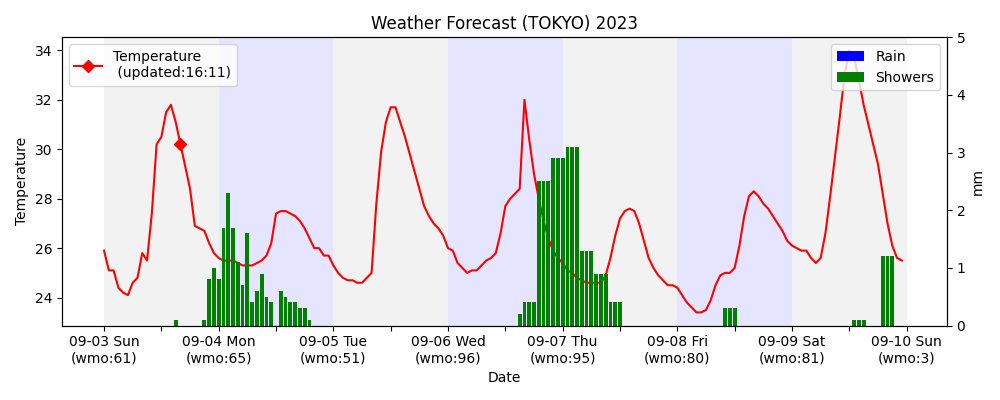 Weather Forecast (TOKYO) 2023
Temperature
(updated:16:11)
Rain
Showers
34
32
30
28
26
24
Temperature
5
4
3
2
1
0
mm
09-03 Sun
(wmo:61)
09-04 Mon
(wmo:65)
09-05 Tue
(wmo:51)
09-06 Wed
(wmo:96)
09-07 Thu
(wmo:95)
09-08 Fri
(wmo:80)
09-09 Sat
(wmo:81)
09-10 Sun
(wmo:3)
Date